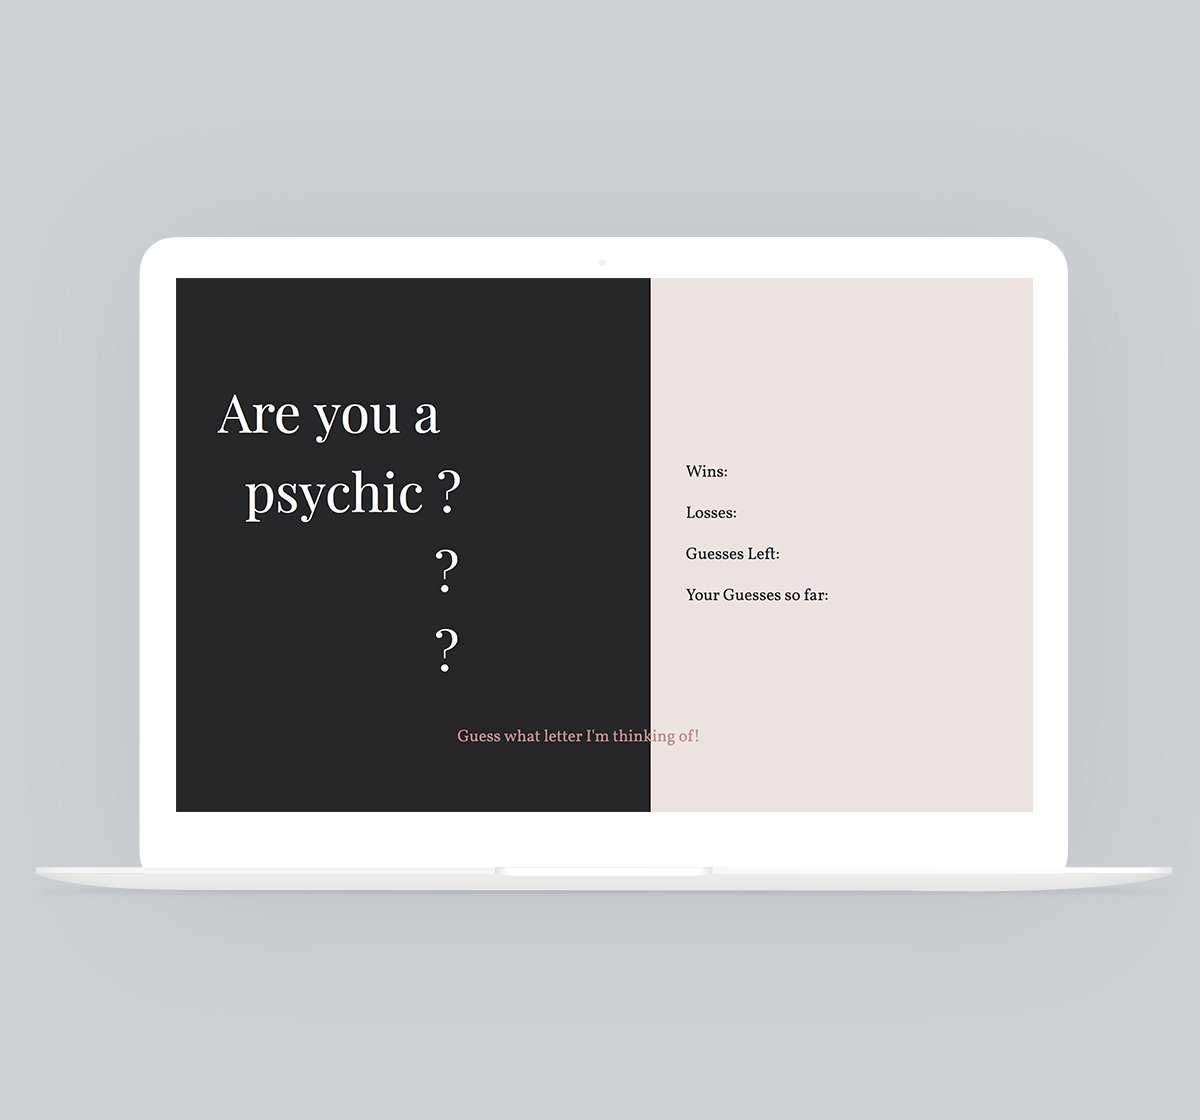 Are you a
psychic ?
?
?
Wins:
Losses:
Guesses Left:
Your Guesses so far:
Guess what letter I'm thinking of!